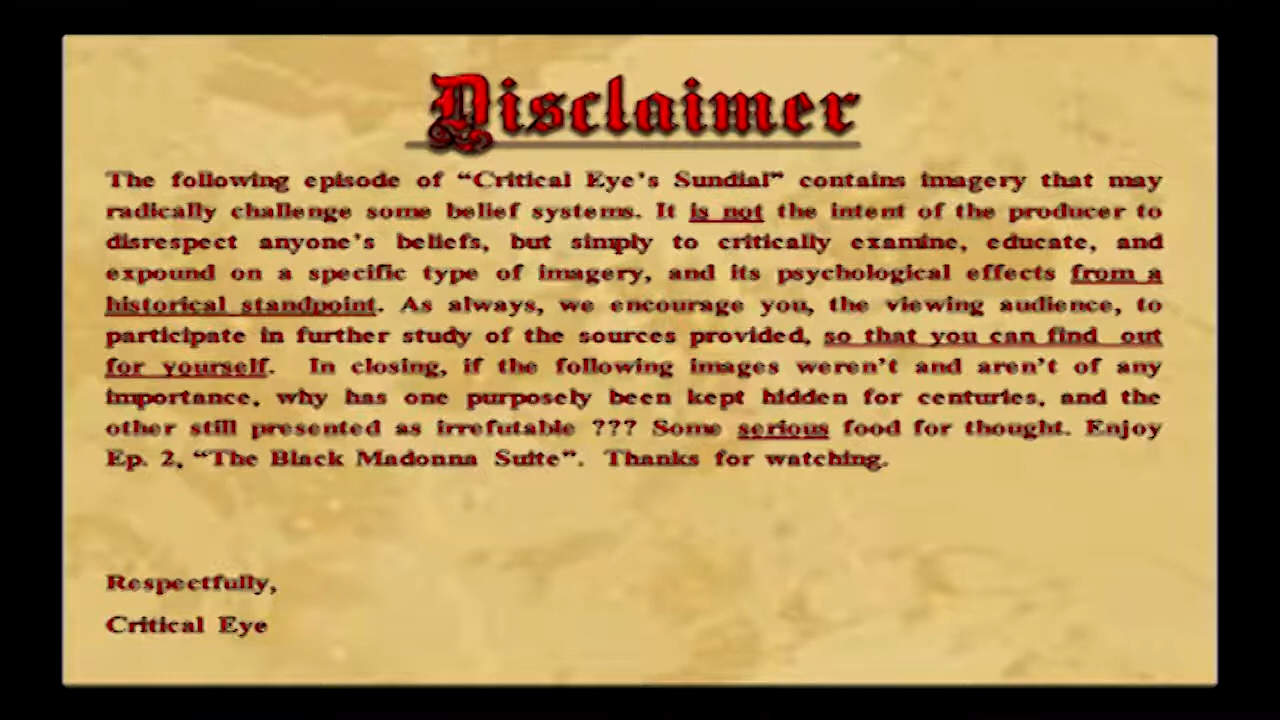 Disclaimer
The following episode of “Critical Eye’s Sundial” contains imagery that may
radically challenge some belief systems. It is not the intent of the producer to
disrespect anyone’s beliefs, but simply to critically examine, educate, and
expound on a specific type of imagery, and its psychological effects from a
historical standpoint. As always, we encourage you, the viewing audience, to
participate in further study of the sources provided, so that you can find out
for yourself. In closing, if the following images weren’t and aren’t of any
importance, why has one purposely been kept hidden for centuries, and the
other still presented as irrefutable ??? Some serious food for thought. Enjoy
Ep. 2, “The Black Madonna Suite”. Thanks for watching.
Respectfully,
Critical Eye